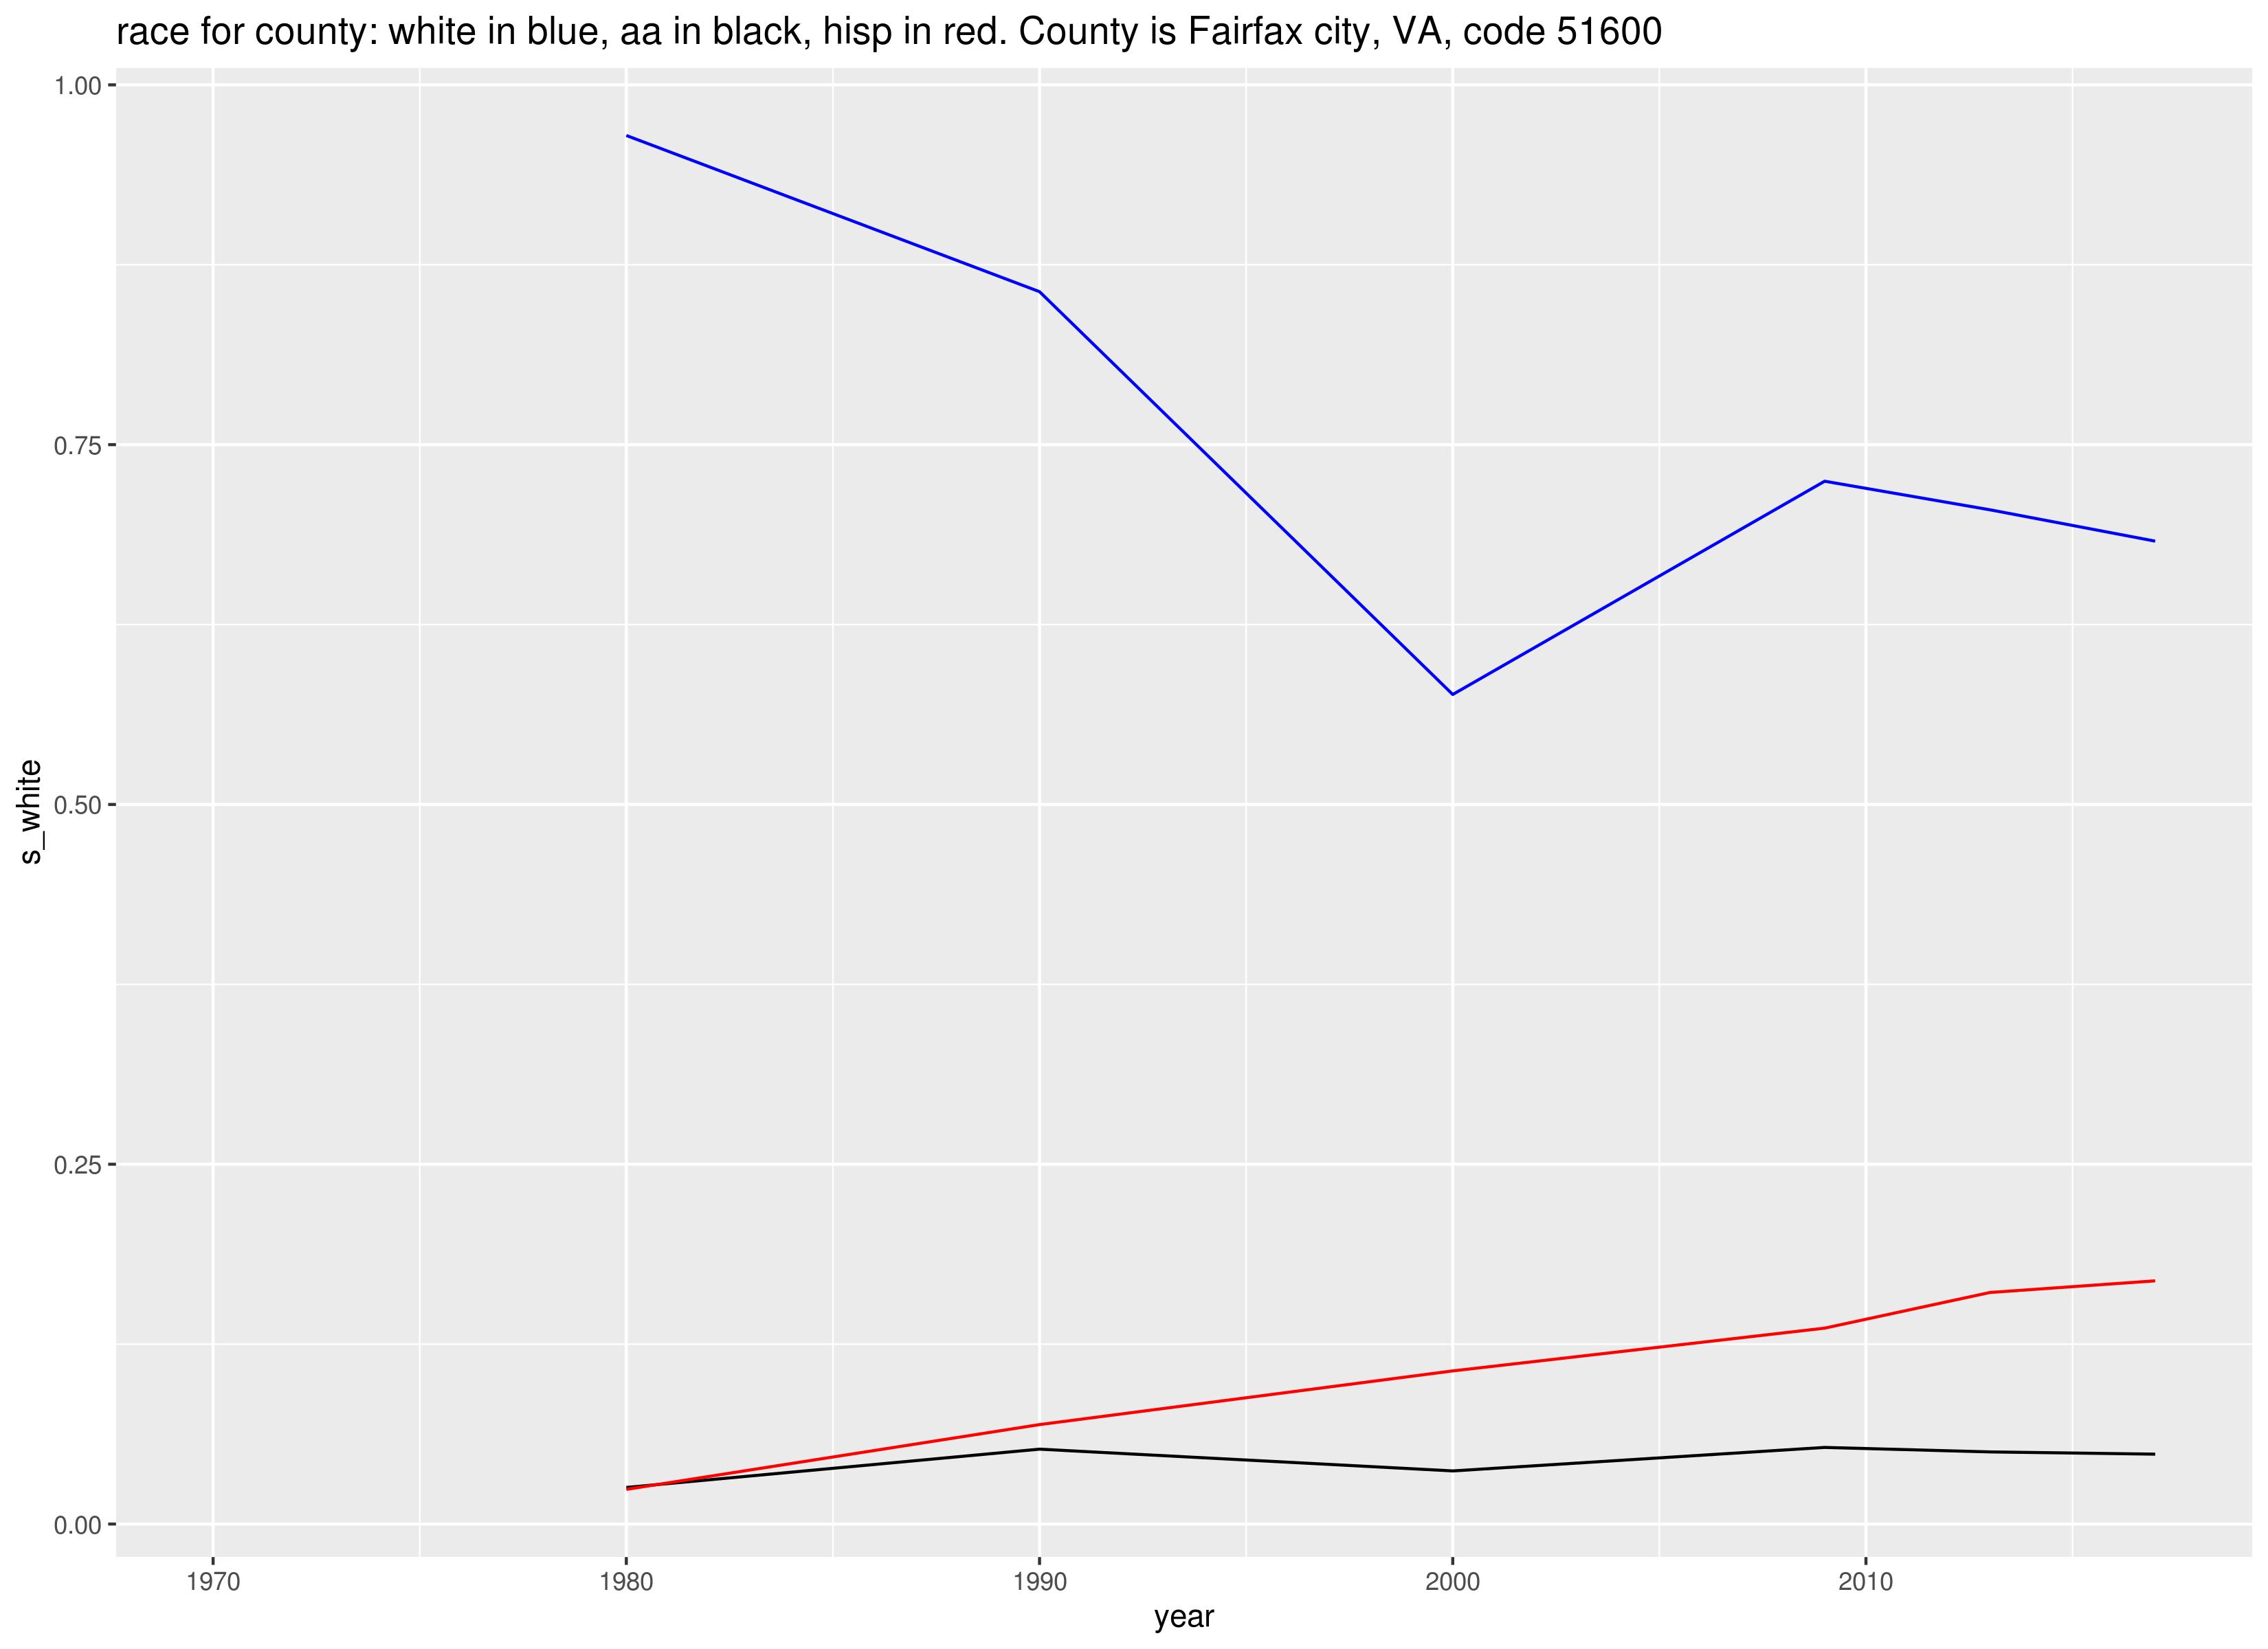 race for county: white in blue, aa in black, hisp in red. County is Fairfax city, VA, code 51600
1.00
0.75
0.50
0.25
0.00
s_white
1970 1980 1990 2000 2010
year